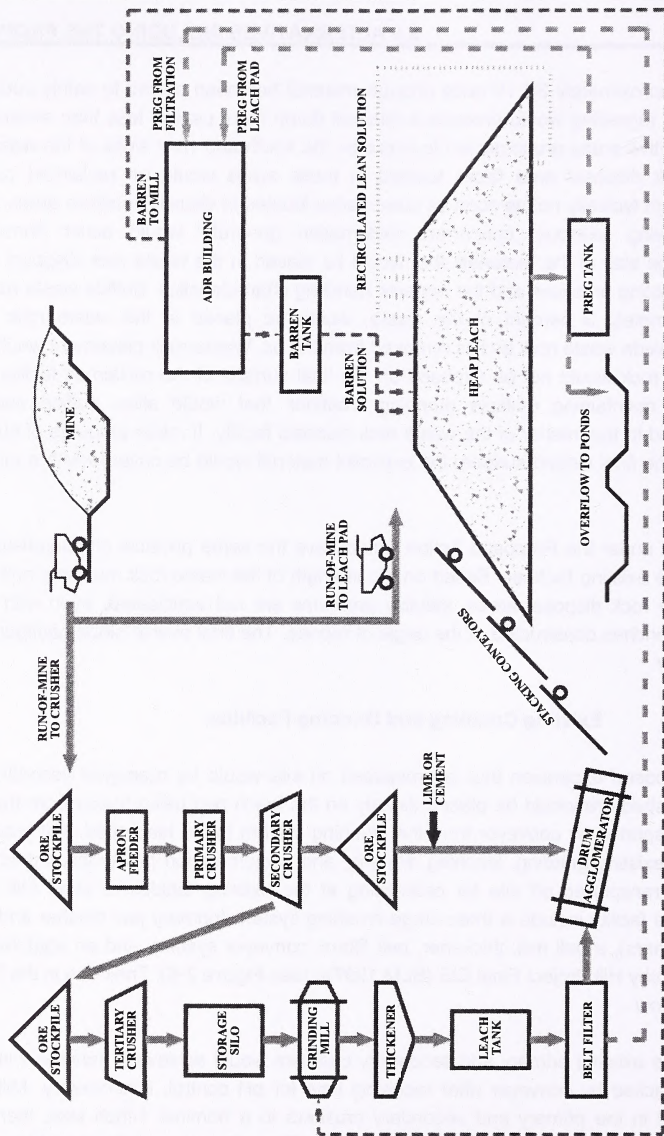 RUN-OF-MINE
TO CRUSHER
MINE
BARREN
TO MILL
PREG FROM
FILTRATION
PREG FROM
LEACH PAD
ADR BUILDING
BARREN
TANK
ORE
STOCKPILE
APRON
FEEDER
PRIMARY
CRUSHER
SECONDARY
CRUSHER
ORE
STOCKPILE
LIME OR
CEMENT
RUN-OF-MINE
TO LEACH PAD
ORE
STOCKPILE
TERTIARY
CRUSHER
STORAGE
SILO
GRINDING
MILL
THICKENER
LEACH
TANK
BELT FILTER
DRUM
AGGLOMERATOR
STACKING CONVEYORS
BARREN
SOLUTION
RECIRCULATED LEAN SOLUTION
HEAP LEACH
PREG TANK
OVERFLOW TO PONDS